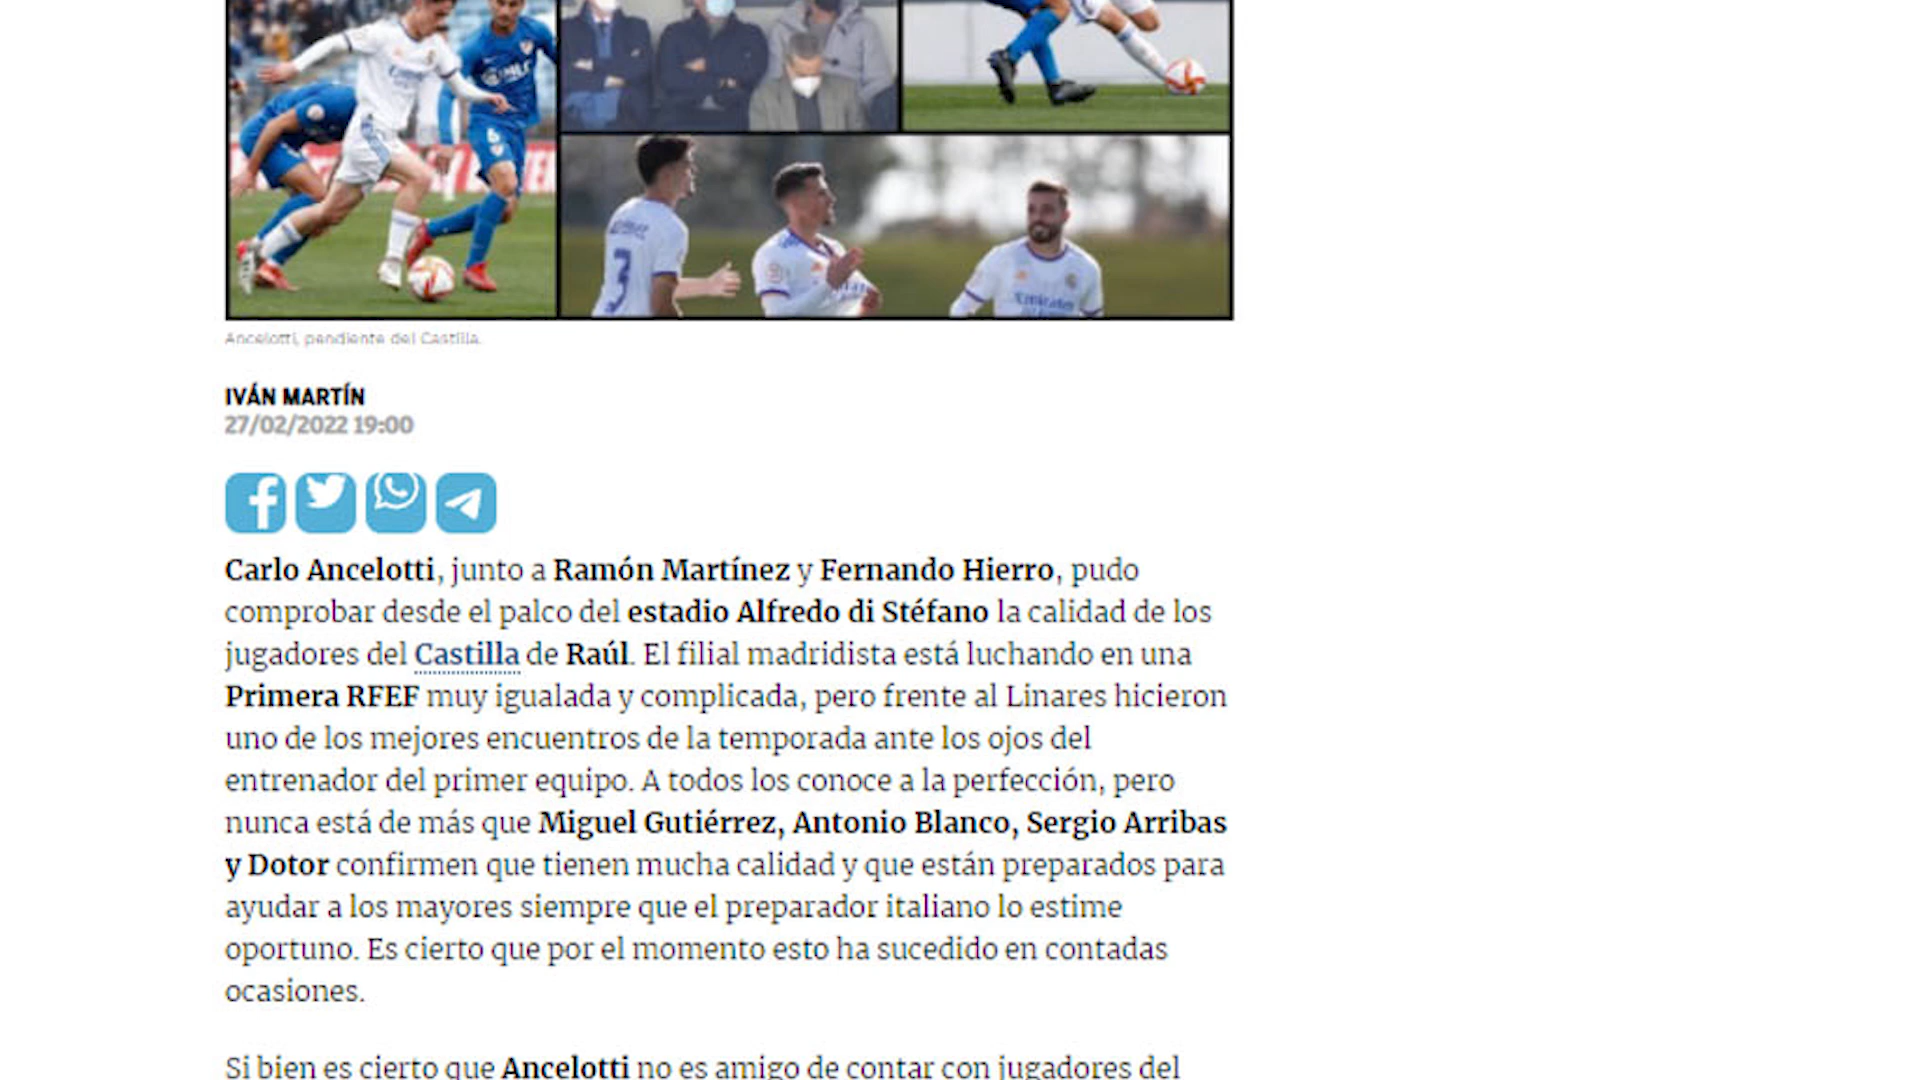 MLC
6
3
Emirates
Ancelotti, pendiente del Castilla.
IVÁN MARTÍN
27/02/2022 19:00
Carlo Ancelotti, junto a Ramón Martínez y Fernando Hierro, pudo
comprobar desde el palco del estadio Alfredo di Stéfano la calidad de los
jugadores del Castilla de Raúl. El filial madridista está luchando en una
Primera RFEF muy igualada y complicada, pero frente al Linares hicieron
uno de los mejores encuentros de la temporada ante los ojos del
entrenador del primer equipo. A todos los conoce a la perfección, pero
nunca está de más que Miguel Gutiérrez, Antonio Blanco, Sergio Arribas
y Dotor confirmen que tienen mucha calidad y que están preparados para
ayudar a los mayores siempre que el preparador italiano lo estime
oportuno. Es cierto que por el momento esto ha sucedido en contadas
ocasiones.
Si bien es cierto que Ancelotti no es amigo de contar con jugadores del